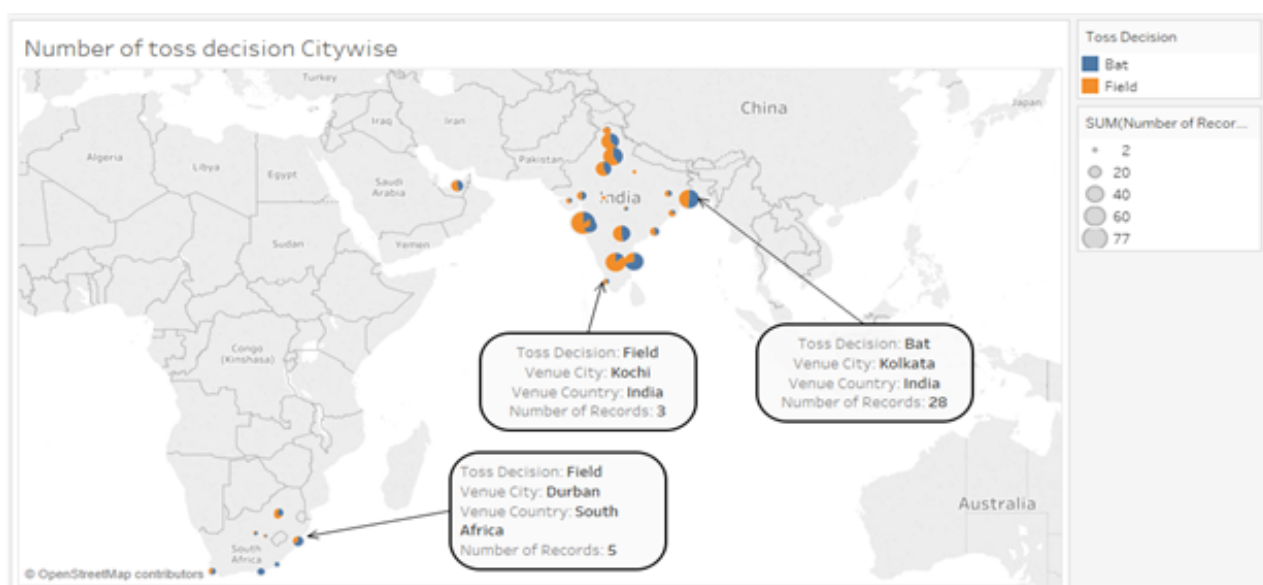 Number of toss decision Citywise
Toss Decision
Bat
Field
SUM(Number of Recor...
2
20
40
60
77
Turkey
China
Japan
Iraq
Iran
Algeria
Libya
Egypt
Pakistan
Saudi
Arabia
India
Sudan
Yemen
Congo
(Kinshasa)
Toss Decision: Field
Venue City: Kochi
Venue Country: India
Number of Records: 3
Toss Decision: Bat
Venue City: Kolkata
Venue Country: India
Number of Records: 28
Toss Decision: Field
Venue City: Durban
Venue Country: South
Africa
Number of Records: 5
Australia
South
Africa
© OpenStreetMap contributors